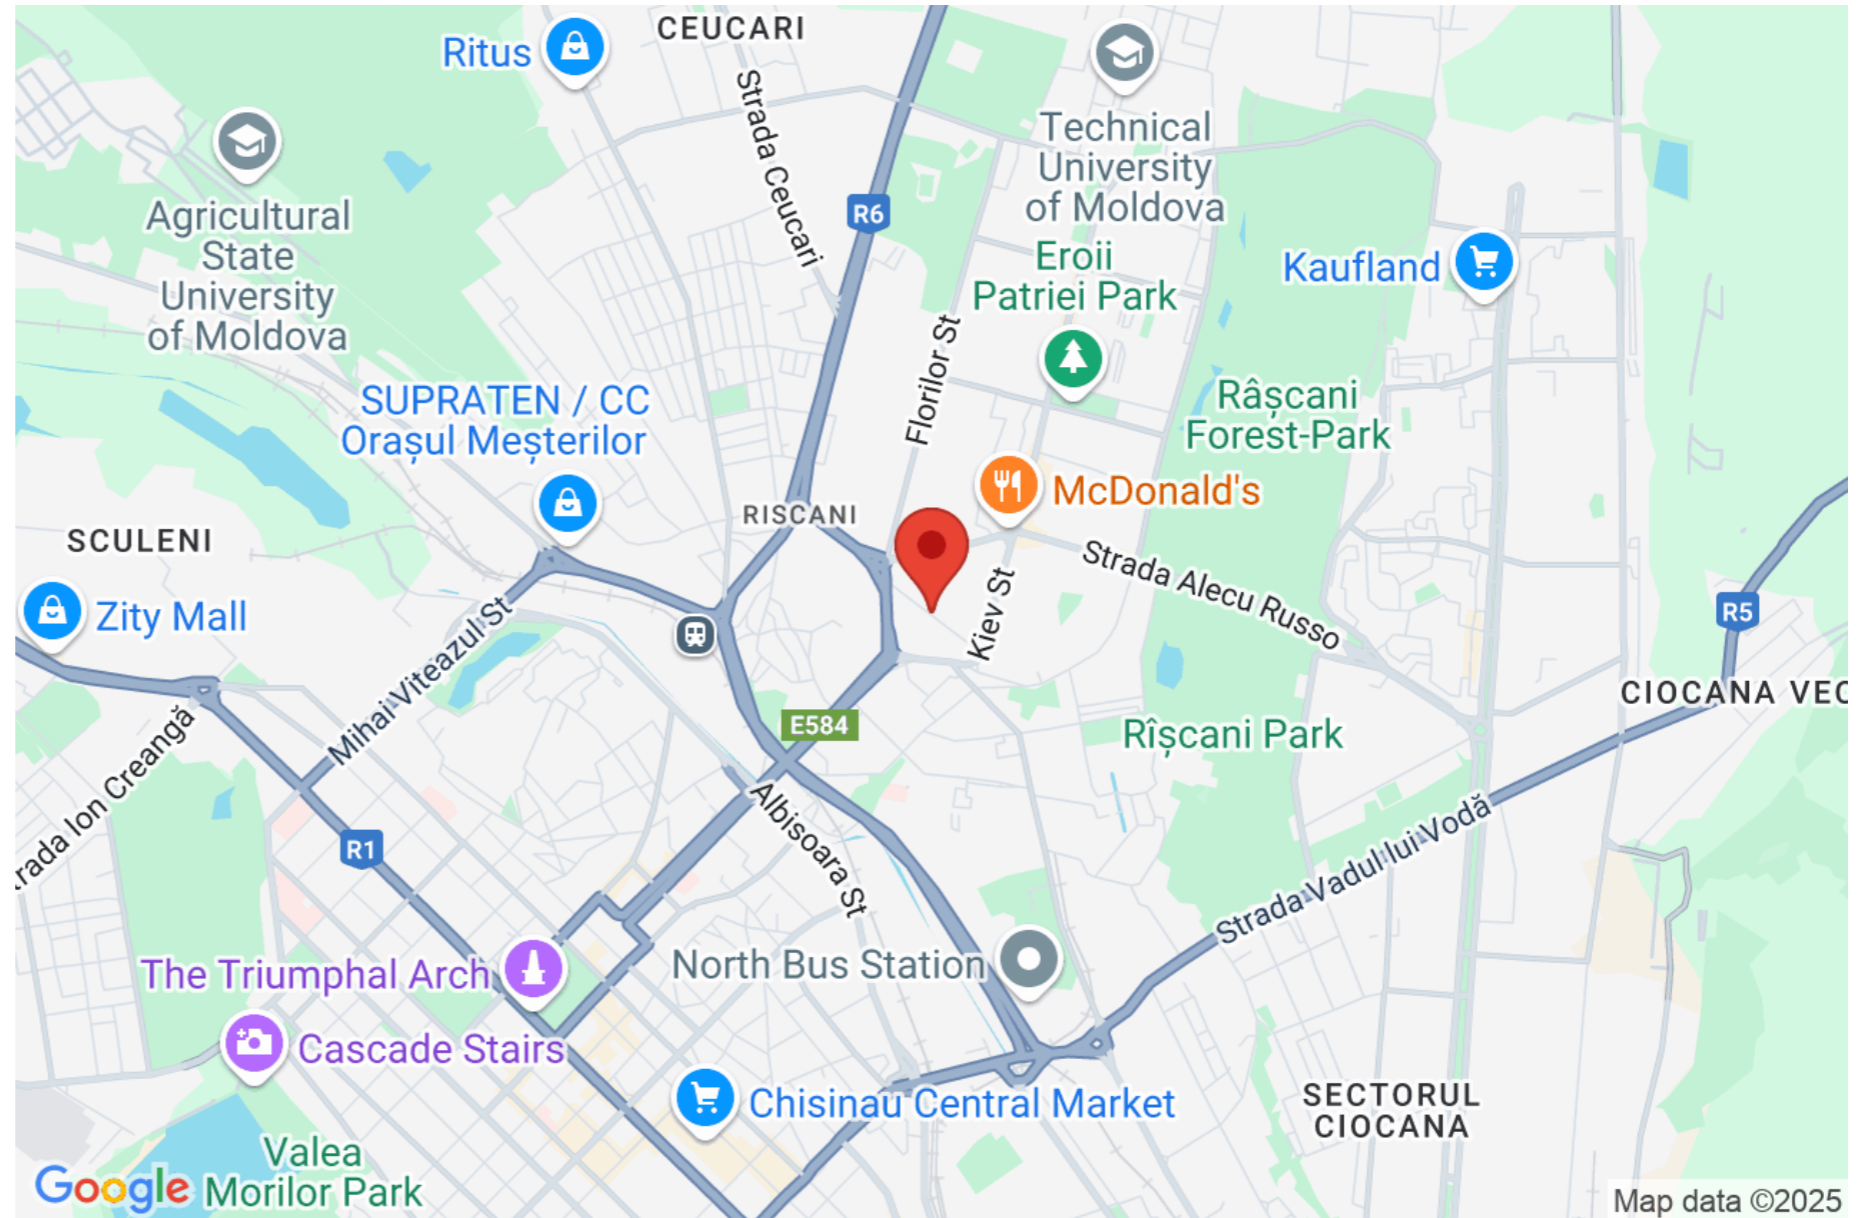 CEUCARI
Ritus
Strada Ceucari
Technical
University
of Moldova
Agricultural
State
University
of Moldova
R6
Eroii
Patriei Park
Kaufland
Florilor St
SUPRATEN / CC
Orașul Meșterilor
Râșcani
Forest-Park
McDonald's
RISCANI
SCULENI
Strada Alecu Russo
Zity Mall
Kiev St
R5
Mihai Viteazul St
CIOCANA VEC
E584
Rîșcani Park
trada Ion Creangă
R1
Albisoara St
Strada Vadul lui Vodă
North Bus Station
The Triumphal Arch
Cascade Stairs
Chisinau Central Market
SECTORUL
CIOCANA
Valea
Morilor Park
Google
Map data ©2025